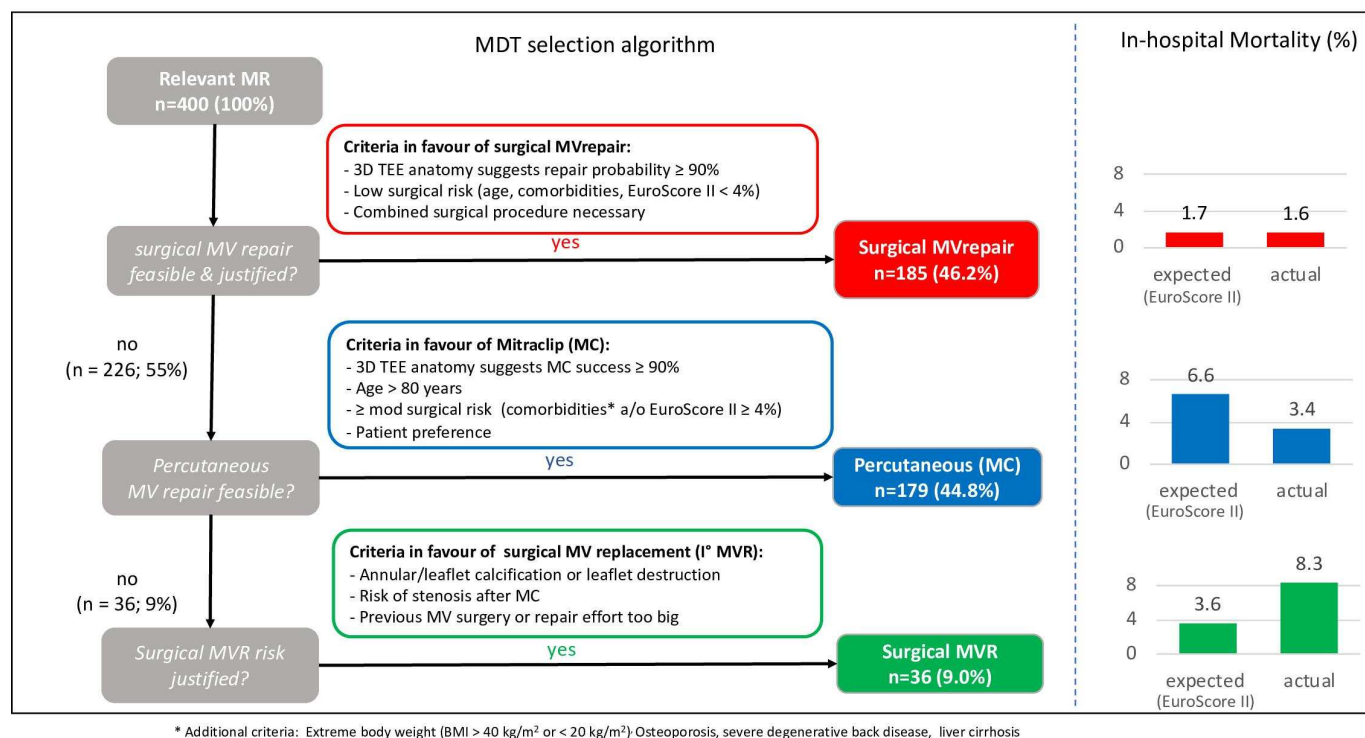 MDT selection algorithm
In-hospital Mortality (%)
Relevant MR
n=400 (100%)
Criteria in favour of surgical MVrepair:
- 3D TEE anatomy suggests repair probability ≥ 90%
- Low surgical risk (age, comorbidities, EuroScore II < 4%)
- Combined surgical procedure necessary
surgical MV repair
feasible & justified?
yes
Surgical MVrepair
n=185 (46.2%)
8
4
0
1.7
1.6
expected
(EuroScore II)
actual
no
(n = 226; 55%)
Criteria in favour of Mitraclip (MC):
- 3D TEE anatomy suggests MC success ≥ 90%
- Age > 80 years
- ≥ mod surgical risk (comorbidities* a/o EuroScore II ≥ 4%)
- Patient preference
Percutaneous
MV repair feasible?
yes
Percutaneous (MC)
n=179 (44.8%)
8
4
0
6.6
3.4
expected
(EuroScore II)
actual
no
(n = 36; 9%)
Criteria in favour of surgical MV replacement (I° MVR):
- Annular/leaflet calcification or leaflet destruction
- Risk of stenosis after MC
- Previous MV surgery or repair effort too big
Surgical MVR risk
justified?
yes
Surgical MVR
n=36 (9.0%)
8
4
0
3.6
8.3
expected
(EuroScore II)
actual
* Additional criteria: Extreme body weight (BMI > 40 kg/m² or < 20 kg/m²), Osteoporosis, severe degenerative back disease, liver cirrhosis